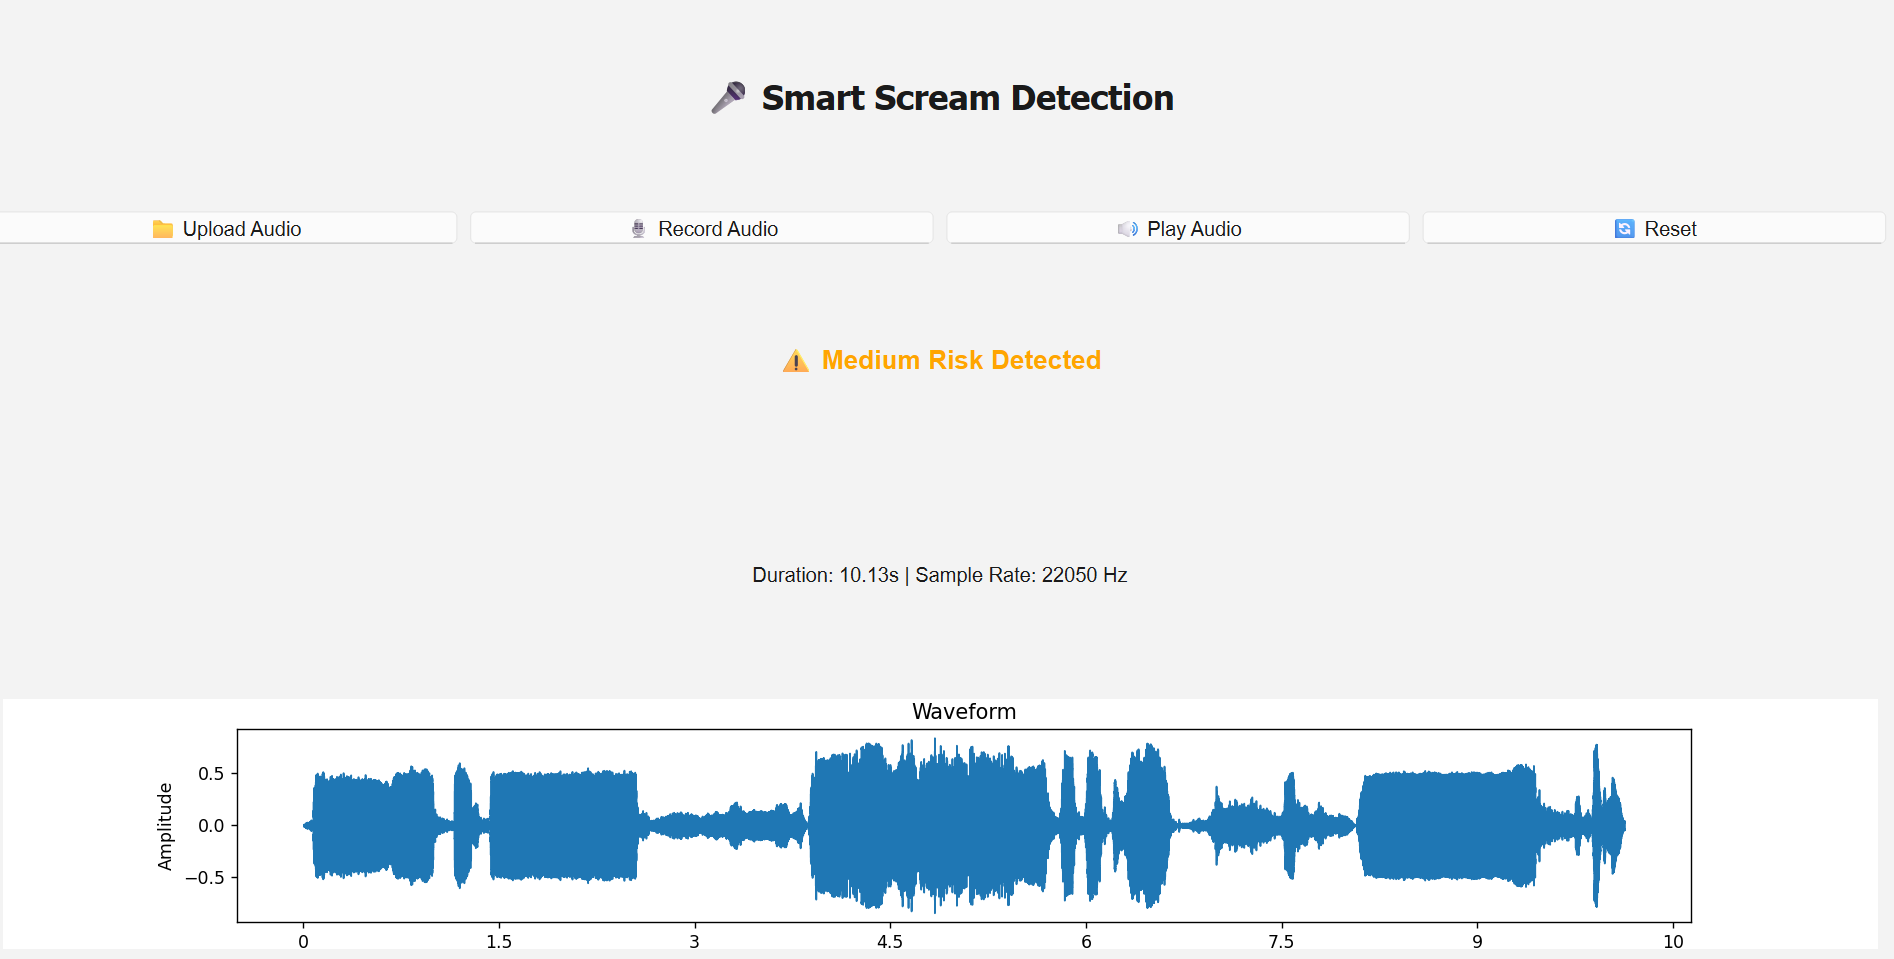 🎤 Smart Scream Detection
📁 Upload Audio
🎙 Record Audio
🔊 Play Audio
🔄 Reset
⚠ Medium Risk Detected
Duration: 10.13s | Sample Rate: 22050 Hz
Waveform
Amplitude
0.5
0.0
−0.5
0 1.5 3 4.5 6 7.5 9 10